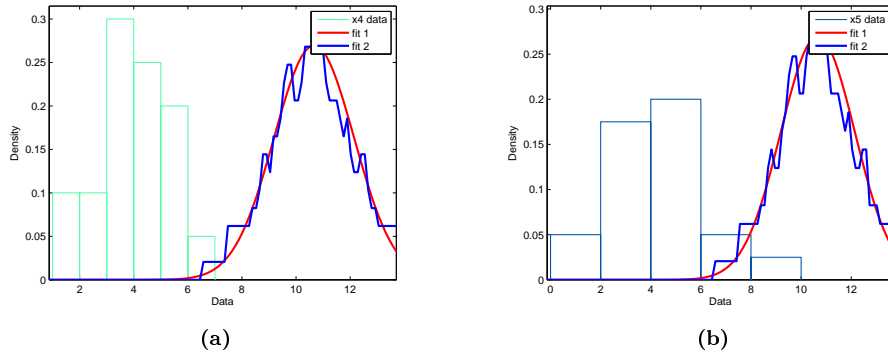 0.3
0.25
0.2
0.15
0.1
0.05
0
Density
2 4 6 8 10 12
Data
x4 data
fit 1
fit 2
(a)
0.3
0.25
0.2
0.15
0.1
0.05
0
Density
0 2 4 6 8 10 12
Data
x5 data
fit 1
fit 2
(b)